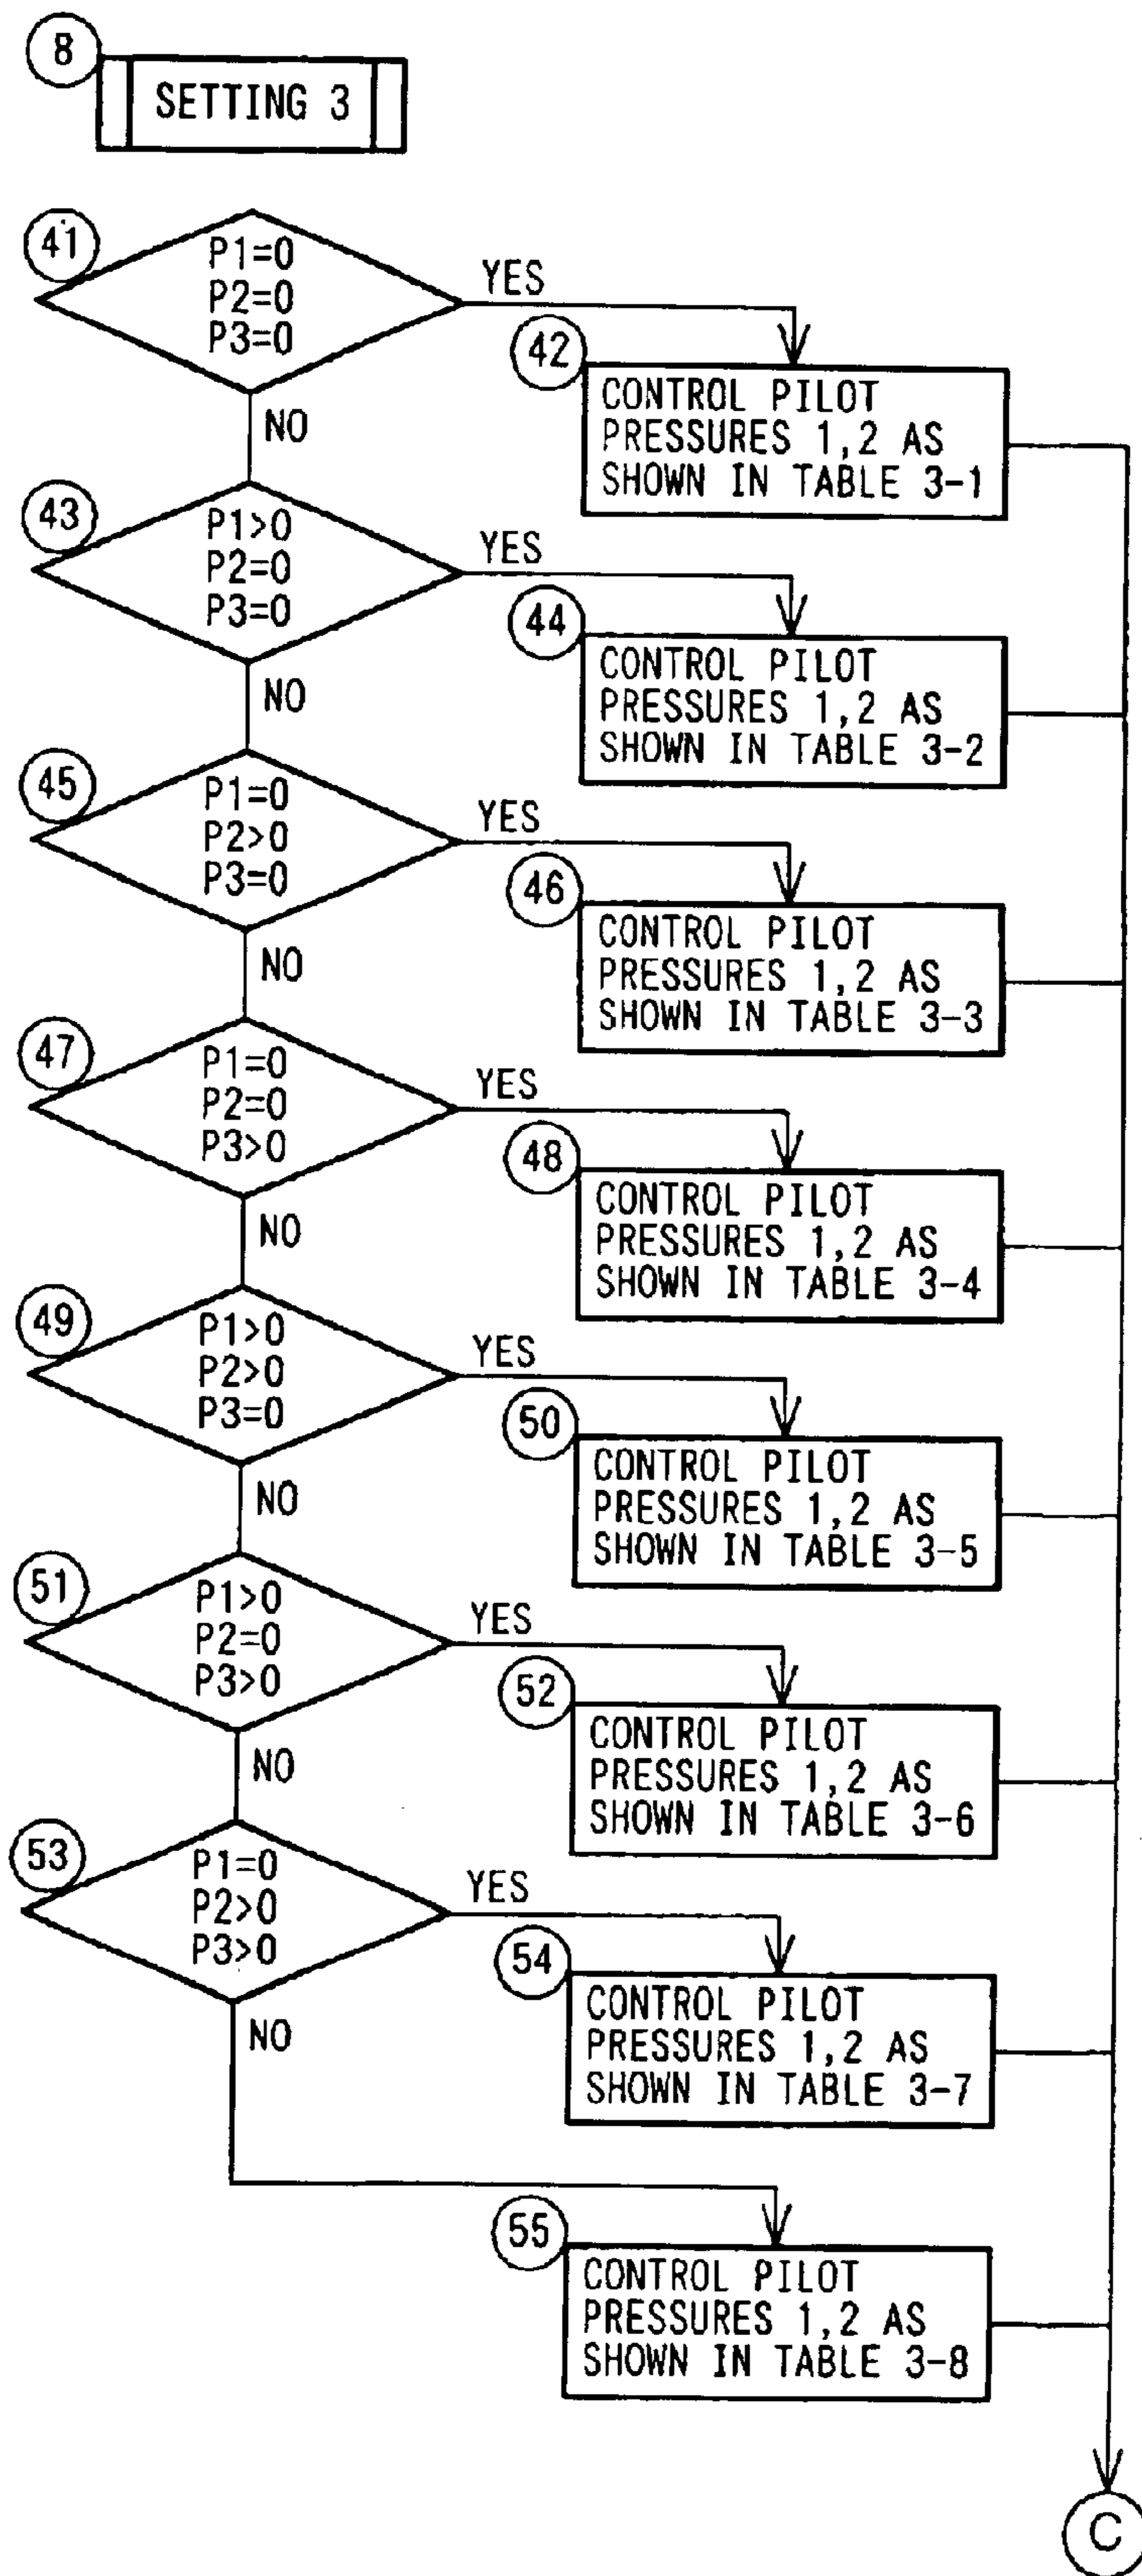 8
SETTING 3
41
P1=0
P2=0
P3=0
YES
NO
42
CONTROL PILOT
PRESSURES 1,2 AS
SHOWN IN TABLE 3-1
43
P1>0
P2=0
P3=0
YES
NO
44
CONTROL PILOT
PRESSURES 1,2 AS
SHOWN IN TABLE 3-2
45
P1=0
P2>0
P3=0
YES
NO
46
CONTROL PILOT
PRESSURES 1,2 AS
SHOWN IN TABLE 3-3
47
P1=0
P2=0
P3>0
YES
NO
48
CONTROL PILOT
PRESSURES 1,2 AS
SHOWN IN TABLE 3-4
49
P1>0
P2>0
P3=0
YES
NO
50
CONTROL PILOT
PRESSURES 1,2 AS
SHOWN IN TABLE 3-5
51
P1>0
P2=0
P3>0
YES
NO
52
CONTROL PILOT
PRESSURES 1,2 AS
SHOWN IN TABLE 3-6
53
P1=0
P2>0
P3>0
YES
NO
54
CONTROL PILOT
PRESSURES 1,2 AS
SHOWN IN TABLE 3-7
55
CONTROL PILOT
PRESSURES 1,2 AS
SHOWN IN TABLE 3-8
C